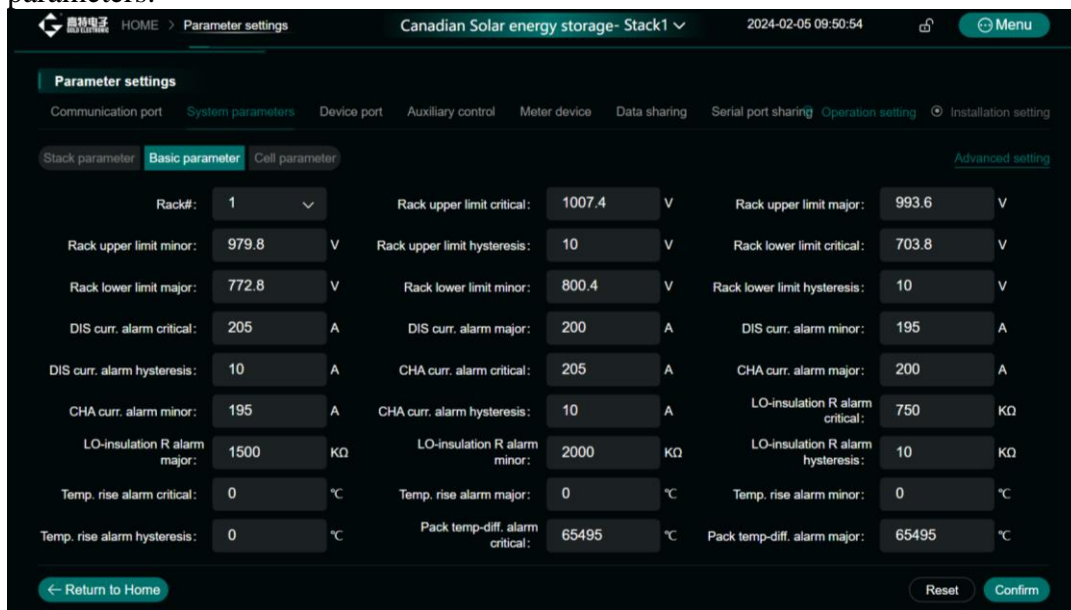 parameters.
高特电子 GOLD ELECTRONIC HOME > Parameter settings Canadian Solar energy storage- Stack1 2024-02-05 09:50:54 Menu
Parameter settings
Communication port System parameters Device port Auxiliary control Meter device Data sharing Serial port sharing Operation setting Installation setting
Stack parameter Basic parameter Cell parameter Advanced setting
Rack#: 1 Rack upper limit critical: 1007.4 V Rack upper limit major: 993.6 V
Rack upper limit minor: 979.8 V Rack upper limit hysteresis: 10 V Rack lower limit critical: 703.8 V
Rack lower limit major: 772.8 V Rack lower limit minor: 800.4 V Rack lower limit hysteresis: 10 V
DIS curr. alarm critical: 205 A DIS curr. alarm major: 200 A DIS curr. alarm minor: 195 A
DIS curr. alarm hysteresis: 10 A CHA curr. alarm critical: 205 A CHA curr. alarm major: 200 A
CHA curr. alarm minor: 195 A CHA curr. alarm hysteresis: 10 A LO-insulation R alarm critical: 750 KΩ
LO-insulation R alarm major: 1500 KΩ LO-insulation R alarm minor: 2000 KΩ LO-insulation R alarm hysteresis: 10 KΩ
Temp. rise alarm critical: 0 ℃ Temp. rise alarm major: 0 ℃ Temp. rise alarm minor: 0 ℃
Temp. rise alarm hysteresis: 0 ℃ Pack temp-diff. alarm critical: 65495 ℃ Pack temp-diff. alarm major: 65495 ℃
← Return to Home Reset Confirm